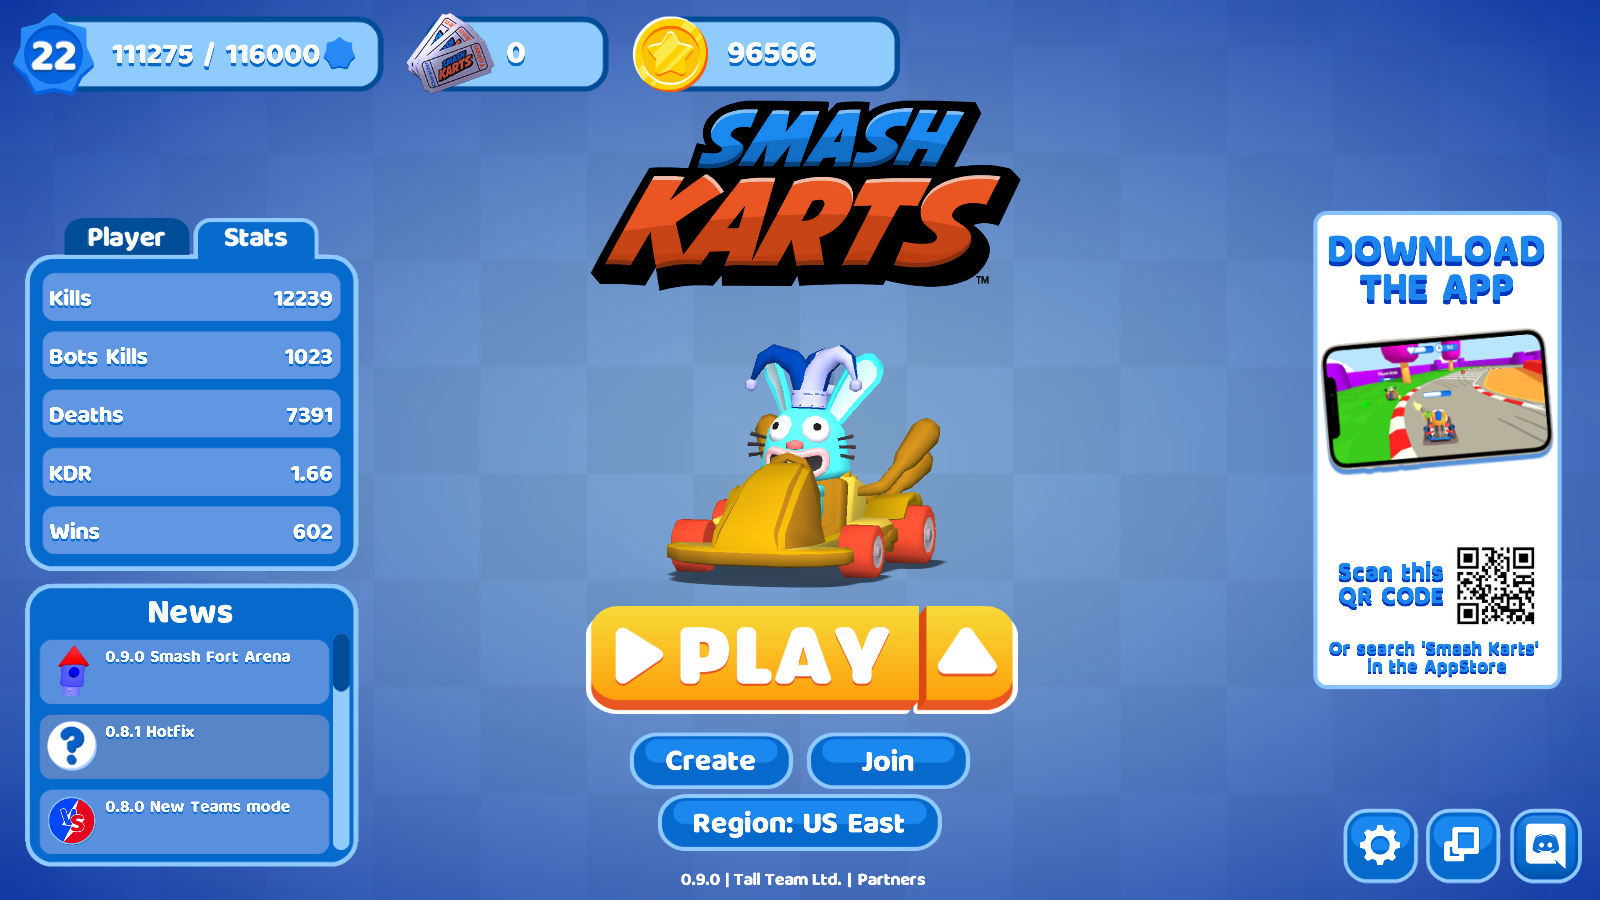 22
111275 / 116000
0
96566
SMASH
KARTS
TM
Player
Stats
Kills 12239
Bots Kills 1023
Deaths 7391
KDR 1.66
Wins 602
News
0.9.0 Smash Fort Arena
?
0.8.1 Hotfix
VS
0.8.0 New Teams mode
PLAY
Create
Join
Region: US East
0.9.0 | Tall Team Ltd. | Partners
DOWNLOAD
THE APP
Scan this
QR CODE
Or search 'Smash Karts'
in the AppStore